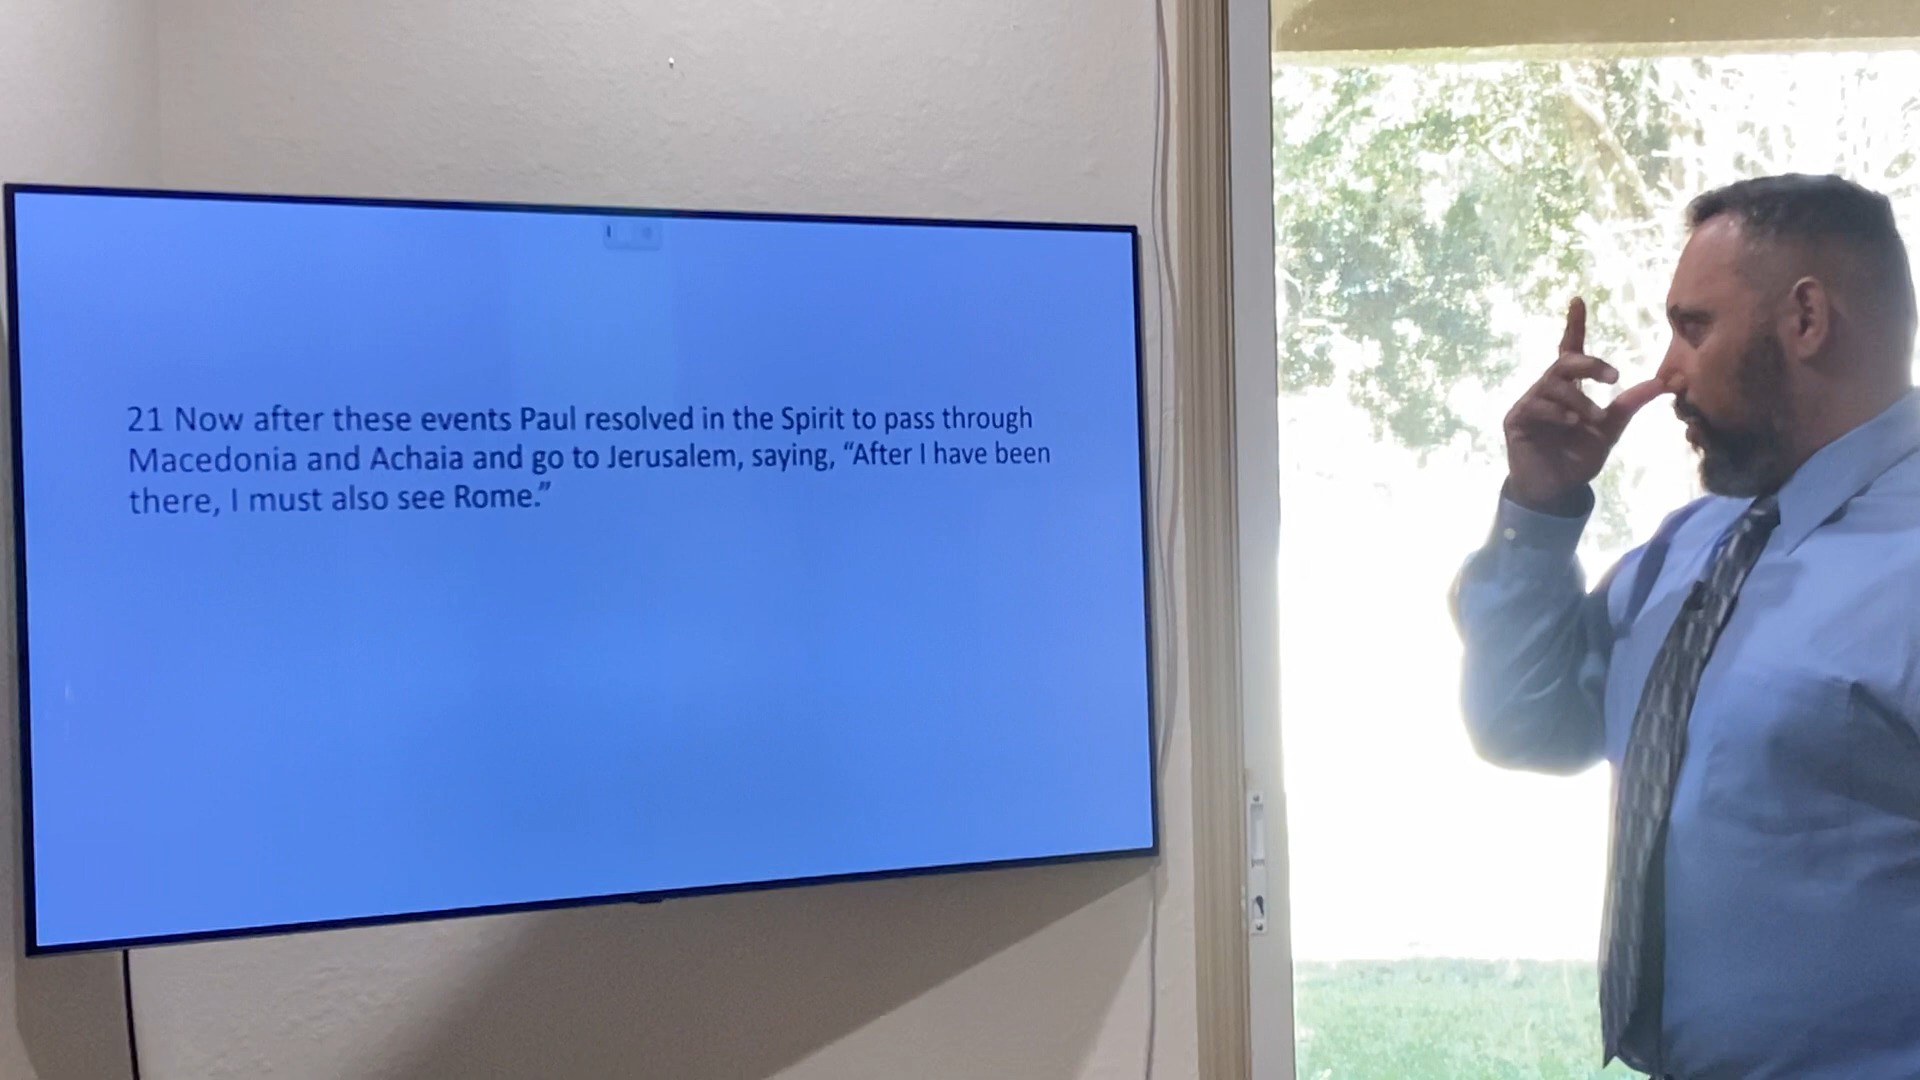 21 Now after these events Paul resolved in the Spirit to pass through
Macedonia and Achaia and go to Jerusalem, saying, “After I have been
there, I must also see Rome.”